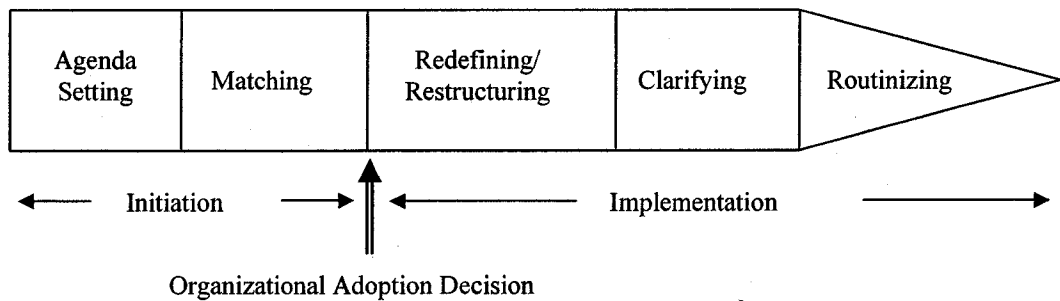 Agenda
Setting
Matching
Redefining/
Restructuring
Clarifying
Routinizing
Initiation
Implementation
Organizational Adoption Decision